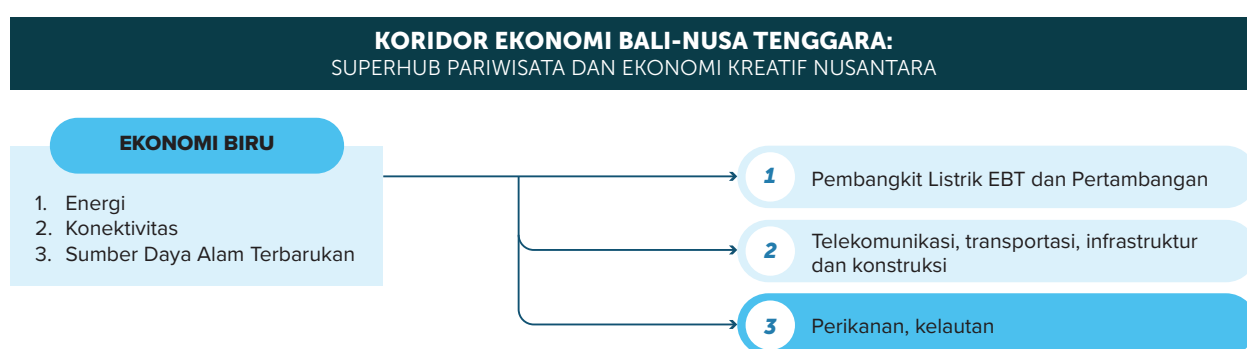 KORIDOR EKONOMI BALI-NUSA TENGGARA:
SUPERHUB PARIWISATA DAN EKONOMI KREATIF NUSANTARA
EKONOMI BIRU
1. Energi
2. Konektivitas
3. Sumber Daya Alam Terbarukan
1 Pembangkit Listrik EBT dan Pertambangan
2 Telekomunikasi, transportasi, infrastruktur
dan konstruksi
3 Perikanan, kelautan